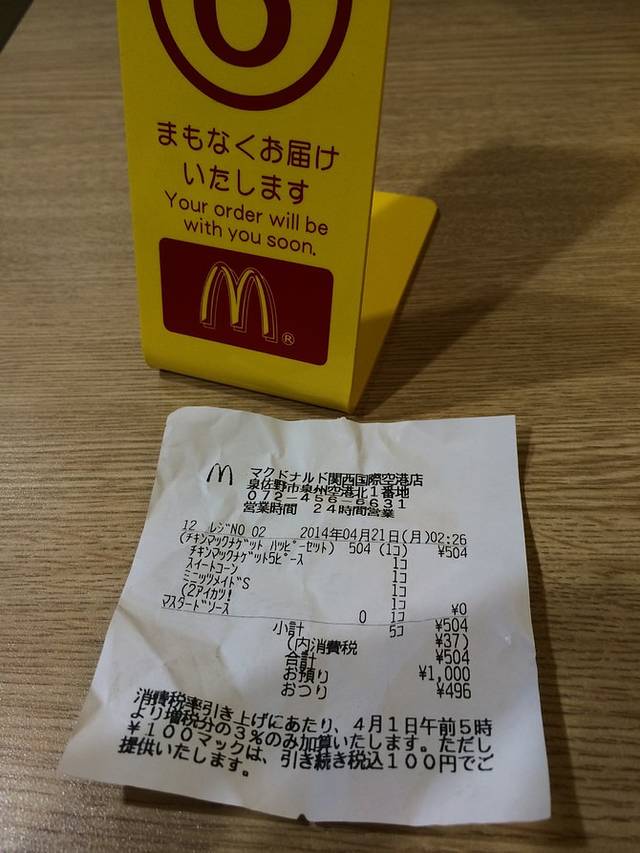 6
まもなくお届け
いたします
Your order will be
with you soon.
M
®
M マクドナルド関西国際空港店
泉佐野市泉州空港北1番地
072-456-6631
営業時間 24時間営業
12 レジNO 02 2014年04月21日(月)02:26
(チキンマックナゲット ハッピーセット) 504 (1コ) ¥504
チキンマックナゲット5ピース 1コ
スイートコーン 1コ
ミニッツメイドS 1コ
(2アイカツ! 1コ
マスタードソース 0 1コ ¥0
小計 5コ ¥504
(内消費税 ¥37)
合計 ¥504
お預り ¥1,000
おつり ¥496
消費税率引き上げにあたり、4月1日午前5時
より増税分の3%のみ加算いたします。ただし
¥100マックは、引き続き税込100円でご
提供いたします。